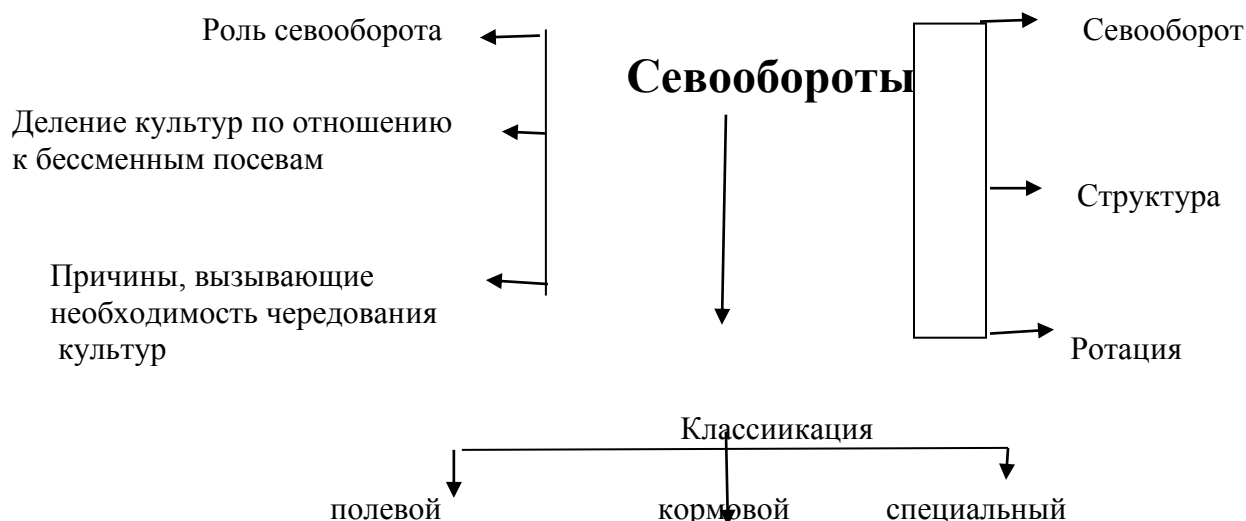 Роль севооборота
Севооборот
Севообороты
Деление культур по отношению
к бессменным посевам
Структура
Причины, вызывающие
необходимость чередования
культур
Ротация
Классиикация
полевой кормовой специальный